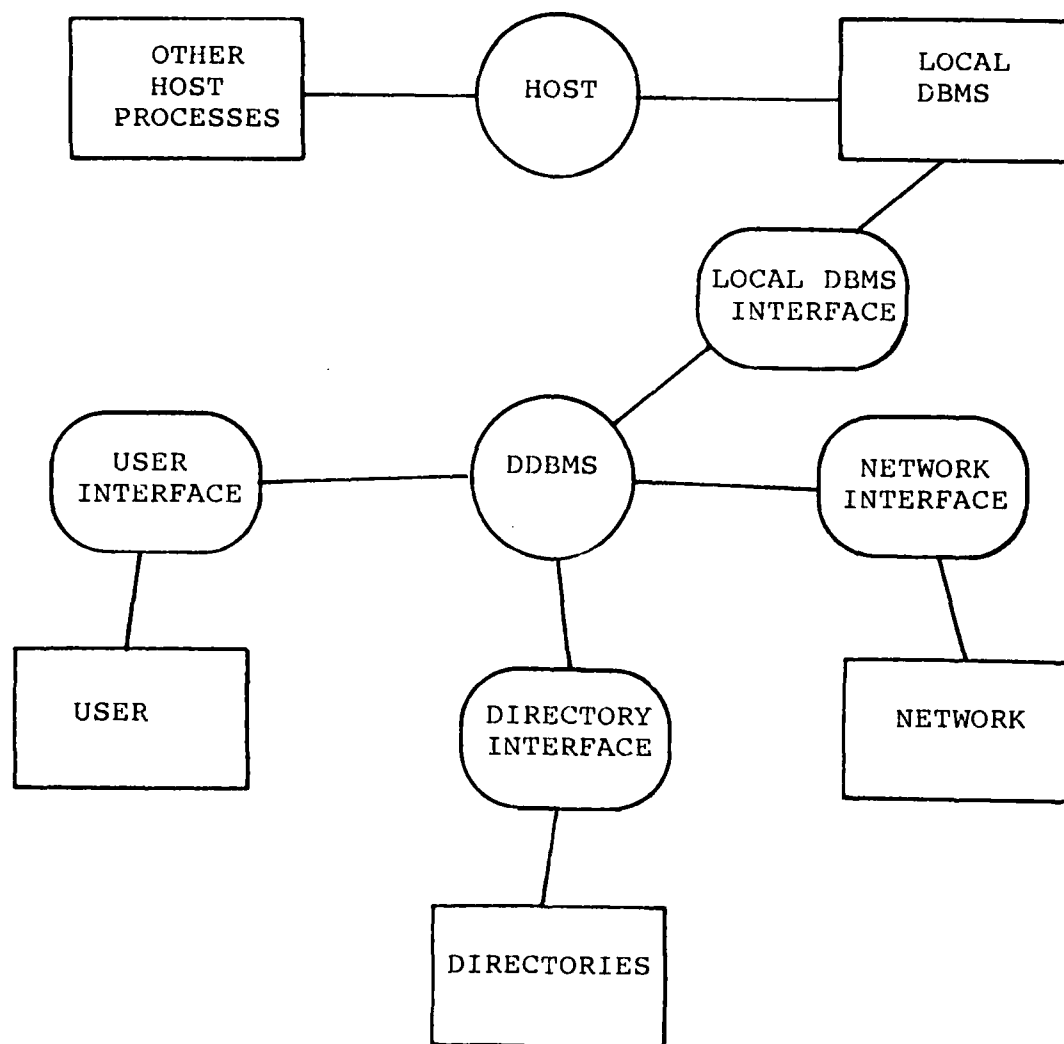 OTHER
HOST
PROCESSES
HOST
LOCAL
DBMS
LOCAL DBMS
INTERFACE
USER
INTERFACE
DDBMS
NETWORK
INTERFACE
USER
DIRECTORY
INTERFACE
NETWORK
DIRECTORIES